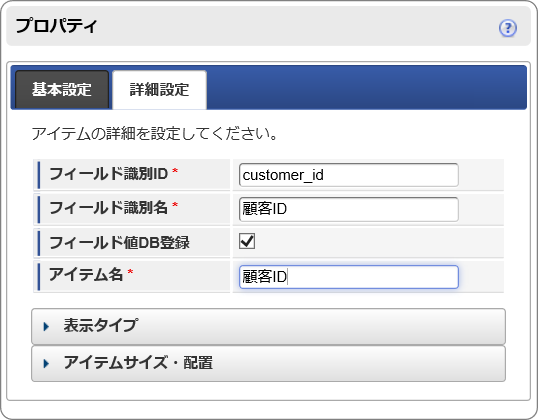 プロパティ
?
基本設定 詳細設定
アイテムの詳細を設定してください。
フィールド識別ID * customer_id
フィールド識別名 * 顧客ID
フィールド値DB登録
アイテム名 * 顧客ID
表示タイプ
アイテムサイズ・配置